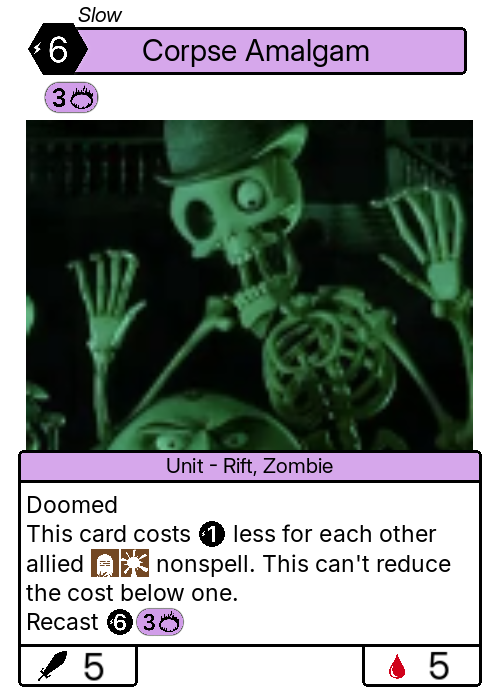 Slow
6 Corpse Amalgam
3
Unit - Rift, Zombie
Doomed
This card costs 1 less for each other
allied nonspell. This can't reduce
the cost below one.
Recast 6 3
5 5